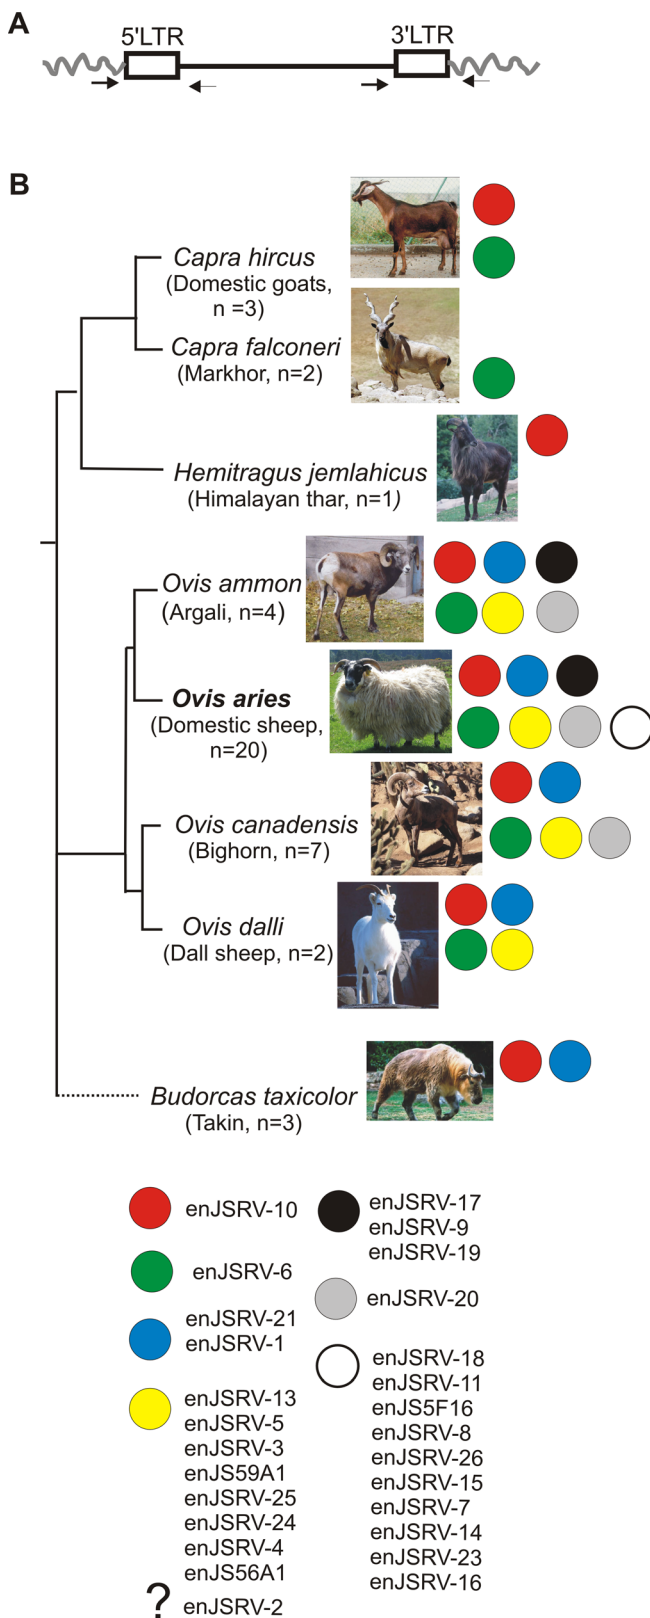 A
5'LTR 3'LTR
B
Capra hircus
(Domestic goats,
n =3)
Capra falconeri
(Markhor, n=2)
Hemitragus jemlahicus
(Himalayan thar, n=1)
Ovis ammon
(Argali, n=4)
Ovis aries
(Domestic sheep,
n=20)
Ovis canadensis
(Bighorn, n=7)
Ovis dalli
(Dall sheep, n=2)
Budorcas taxicolor
(Takin, n=3)
enJSRV-10
enJSRV-6
enJSRV-21
enJSRV-1
enJSRV-13
enJSRV-5
enJSRV-3
enJS59A1
enJSRV-25
enJSRV-24
enJSRV-4
enJS56A1
? enJSRV-2
enJSRV-17
enJSRV-9
enJSRV-19
enJSRV-20
enJSRV-18
enJSRV-11
enJS5F16
enJSRV-8
enJSRV-26
enJSRV-15
enJSRV-7
enJSRV-14
enJSRV-23
enJSRV-16